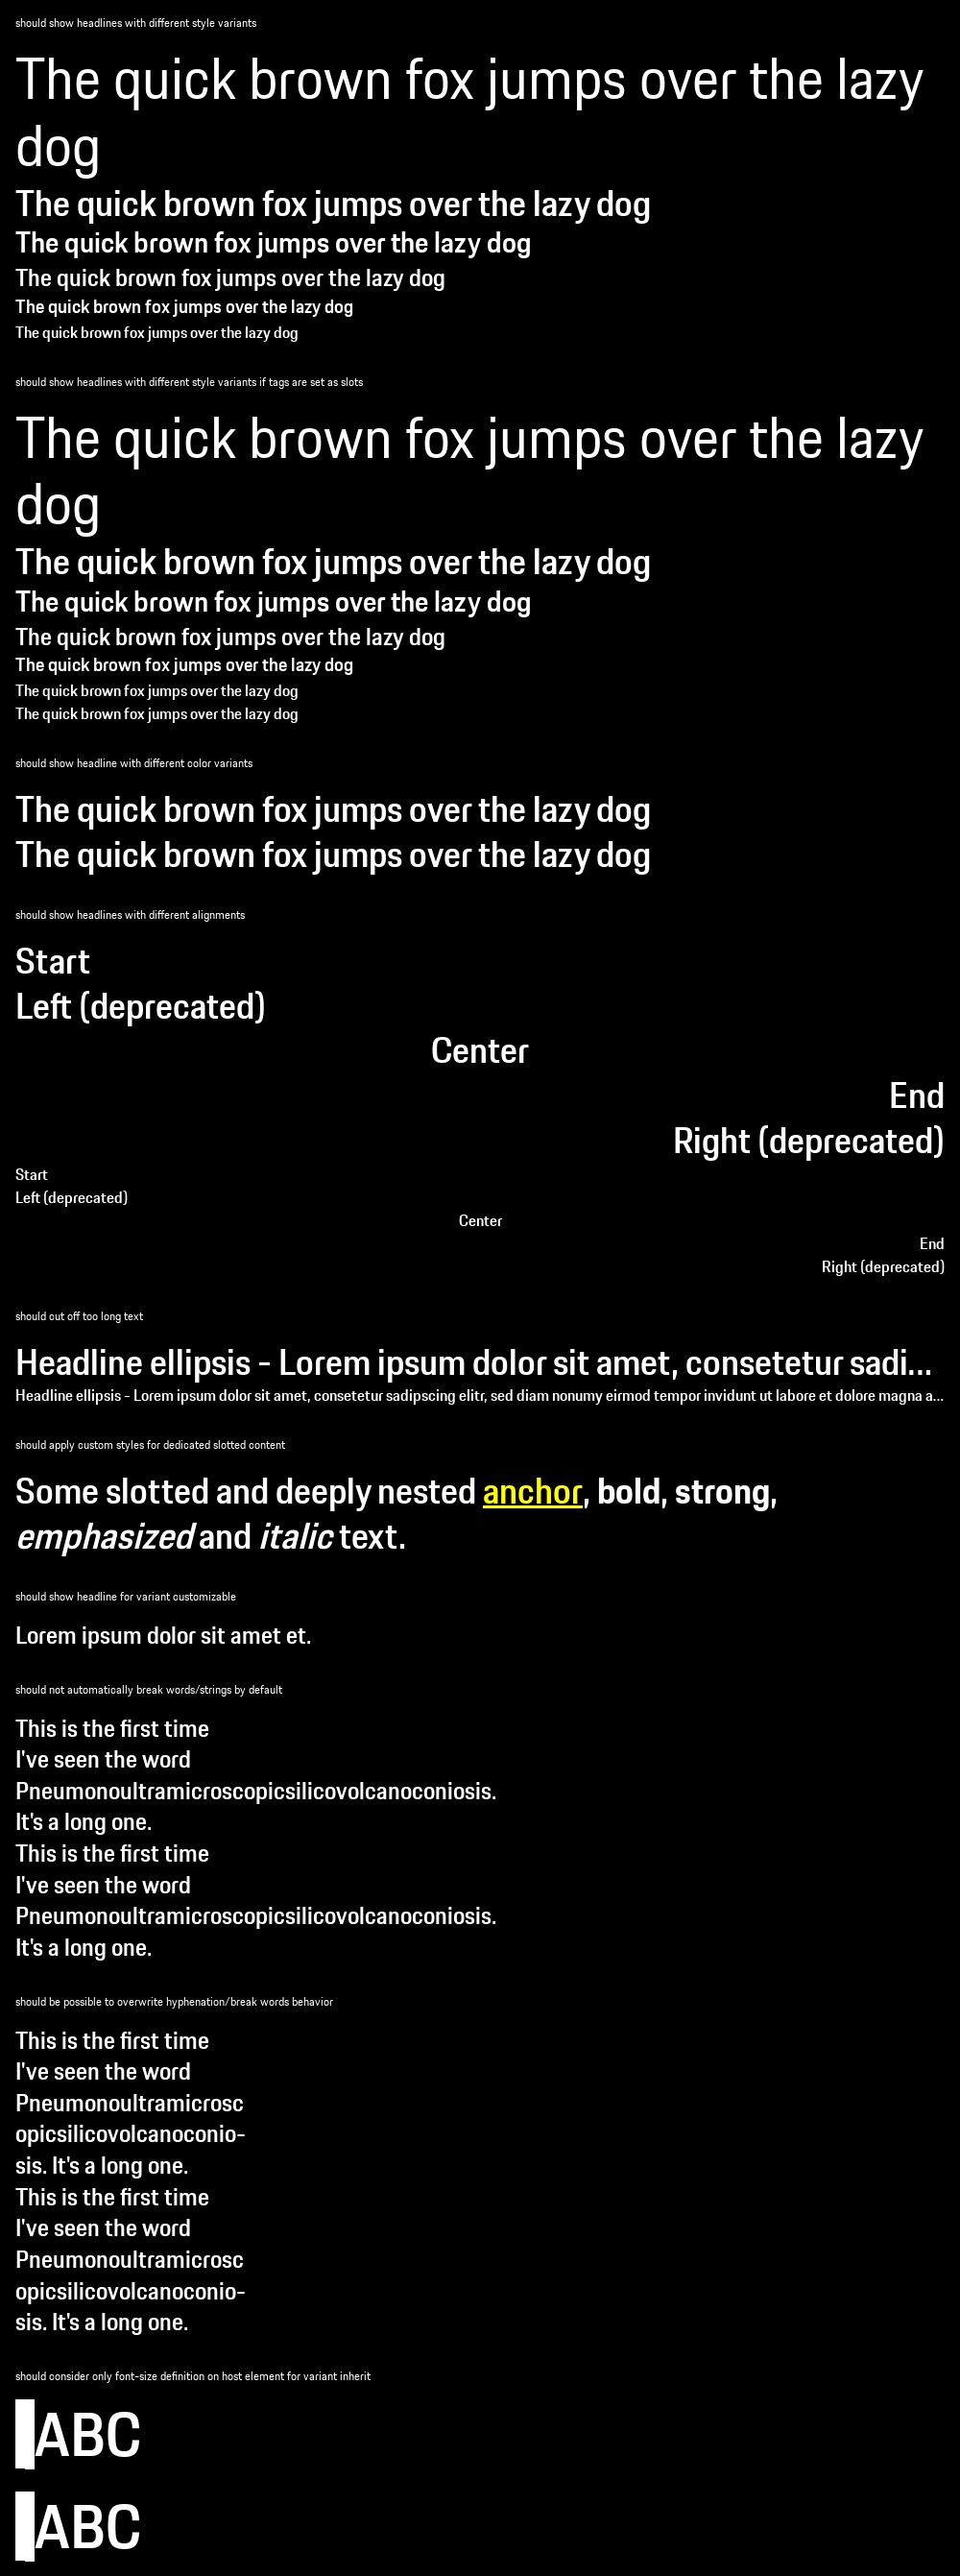 should show headlines with different style variants
The quick brown fox jumps over the lazy
dog
The quick brown fox jumps over the lazy dog
The quick brown fox jumps over the lazy dog
The quick brown fox jumps over the lazy dog
The quick brown fox jumps over the lazy dog
The quick brown fox jumps over the lazy dog
should show headlines with different style variants if tags are set as slots
The quick brown fox jumps over the lazy
dog
The quick brown fox jumps over the lazy dog
The quick brown fox jumps over the lazy dog
The quick brown fox jumps over the lazy dog
The quick brown fox jumps over the lazy dog
The quick brown fox jumps over the lazy dog
The quick brown fox jumps over the lazy dog
should show headline with different color variants
The quick brown fox jumps over the lazy dog
The quick brown fox jumps over the lazy dog
should show headlines with different alignments
Start
Left (deprecated)
Center
End
Right (deprecated)
Start
Left (deprecated)
Center
End
Right (deprecated)
should cut off too long text
Headline ellipsis - Lorem ipsum dolor sit amet, consetetur sadi...
Headline ellipsis - Lorem ipsum dolor sit amet, consetetur sadipscing elitr, sed diam nonumy eirmod tempor invidunt ut labore et dolore magna a...
should apply custom styles for dedicated slotted content
Some slotted and deeply nested anchor, bold, strong,
emphasized and italic text.
should show headline for variant customizable
Lorem ipsum dolor sit amet et.
should not automatically break words/strings by default
This is the first time
I've seen the word
Pneumonoultramicroscopicsilicovolcanoconiosis.
It's a long one.
This is the first time
I've seen the word
Pneumonoultramicroscopicsilicovolcanoconiosis.
It's a long one.
should be possible to overwrite hyphenation/break words behavior
This is the first time
I've seen the word
Pneumonoultramicrosc
opicsilicovolcanoconio-
sis. It's a long one.
This is the first time
I've seen the word
Pneumonoultramicrosc
opicsilicovolcanoconio-
sis. It's a long one.
should consider only font-size definition on host element for variant inherit
ABC
ABC